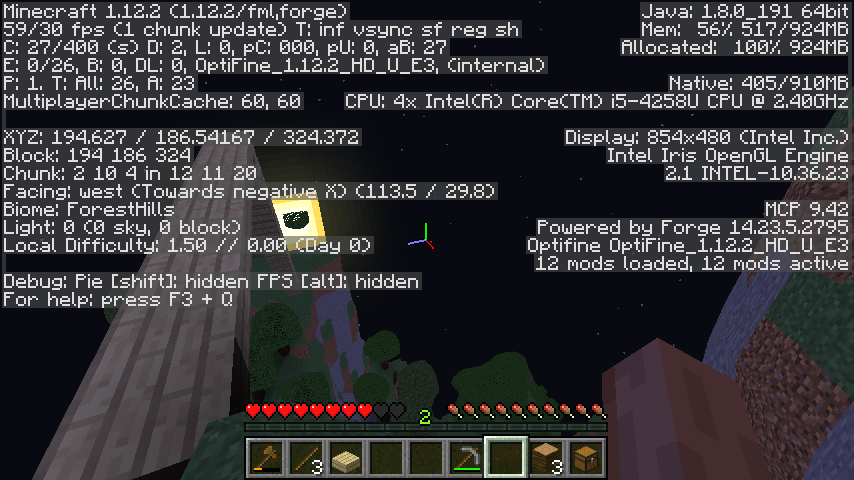 Minecraft 1.12.2 (1.12.2/fml,forge)
59/30 fps (1 chunk update) T: inf vsync sf reg sh
C: 27/400 (s) D: 2, L: 0, pC: 000, pU: 0, aB: 27
E: 0/26, B: 0, DL: 0, OptiFine_1.12.2_HD_U_E3, (internal)
P: 1. T: All: 26, A: 23
MultiplayerChunkCache: 60, 60
XYZ: 194.627 / 186.54167 / 324.372
Block: 194 186 324
Chunk: 2 10 4 in 12 11 20
Facing: west (Towards negative X) (113.5 / 29.8)
Biome: ForestHills
Light: 0 (0 sky, 0 block)
Local Difficulty: 1.50 // 0.00 (Day 0)
Debug: Pie [shift]: hidden FPS [alt]: hidden
For help: press F3 + Q
Java: 1.8.0_191 64bit
Mem: 56% 517/924MB
Allocated: 100% 924MB
Native: 405/910MB
CPU: 4x Intel(R) Core(TM) i5-4258U CPU @ 2.40GHz
Display: 854x480 (Intel Inc.)
Intel Iris OpenGL Engine
2.1 INTEL-10.36.23
MCP 9.42
Powered by Forge 14.23.5.2795
Optifine OptiFine_1.12.2_HD_U_E3
12 mods loaded, 12 mods active
2
3
3